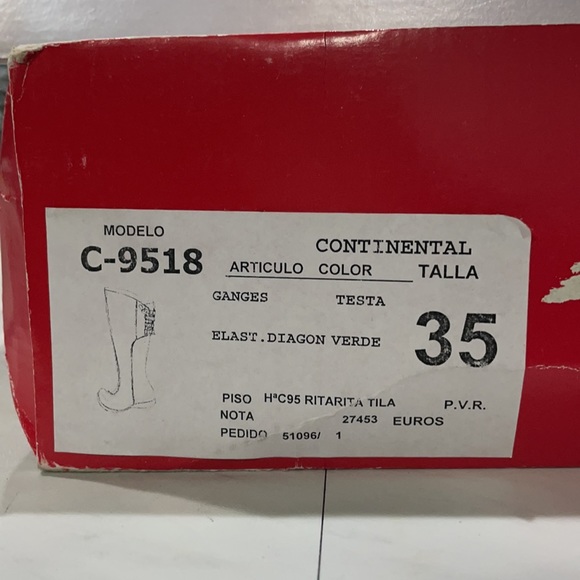 MODELO
C-9518
CONTINENTAL
ARTICULO COLOR TALLA
GANGES TESTA
ELAST.DIAGON VERDE
35
PISO HªC95 RITARITA TILA P.V.R.
NOTA 27453 EUROS
PEDIDO 51096/ 1